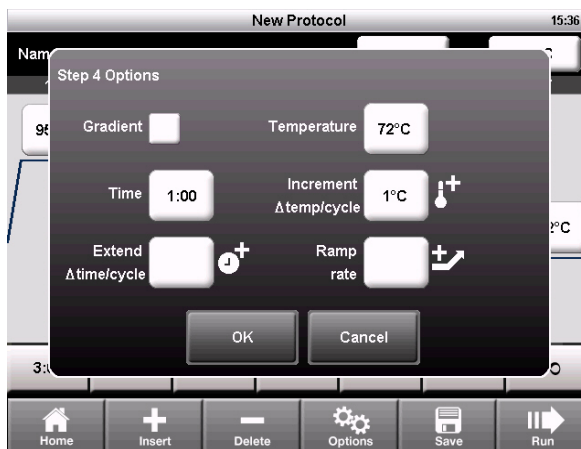 New Protocol 15:36
Step 4 Options
Gradient
Temperature 72°C
Time 1:00
Increment
Δtemp/cycle 1°C
Extend
Δtime/cycle
Ramp
rate
OK Cancel
Home Insert Delete Options Save Run